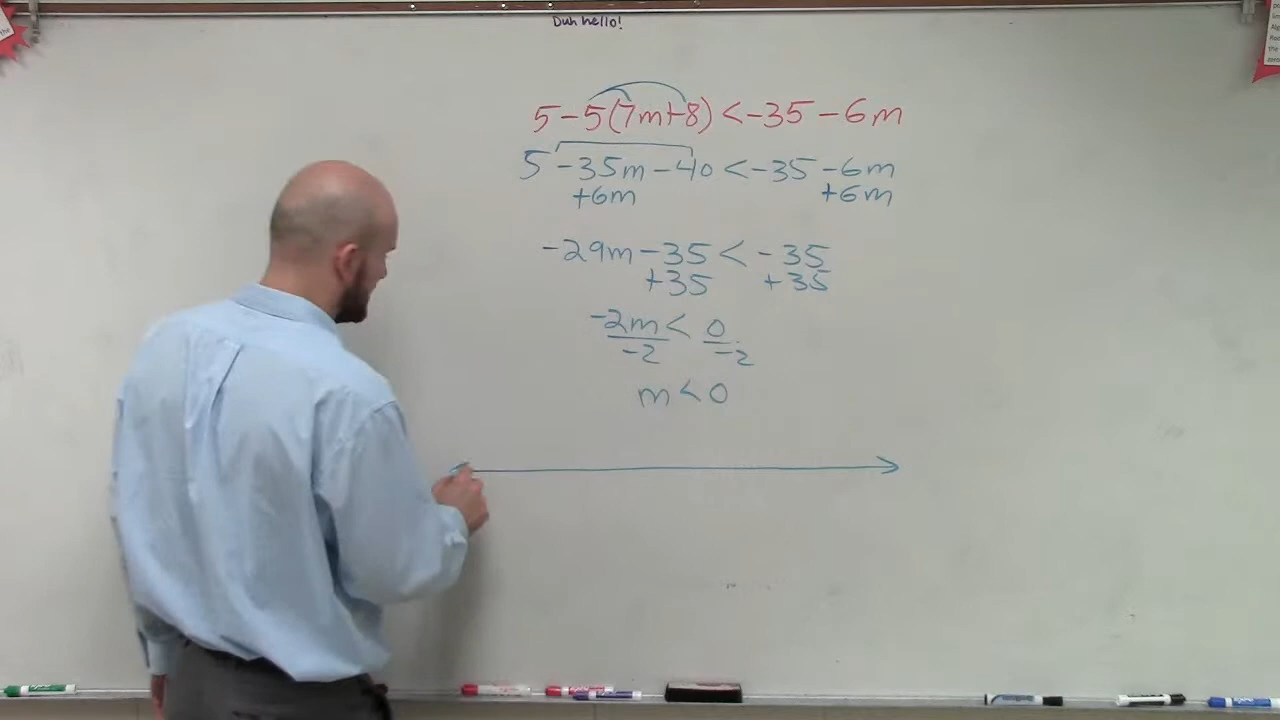 Duh hello!
5-5(7m+8)<-35-6m
5-35m-40<-35-6m
+6m +6m
-29m-35<-35
+35 +35
-2m<0
-2 -2
m<0